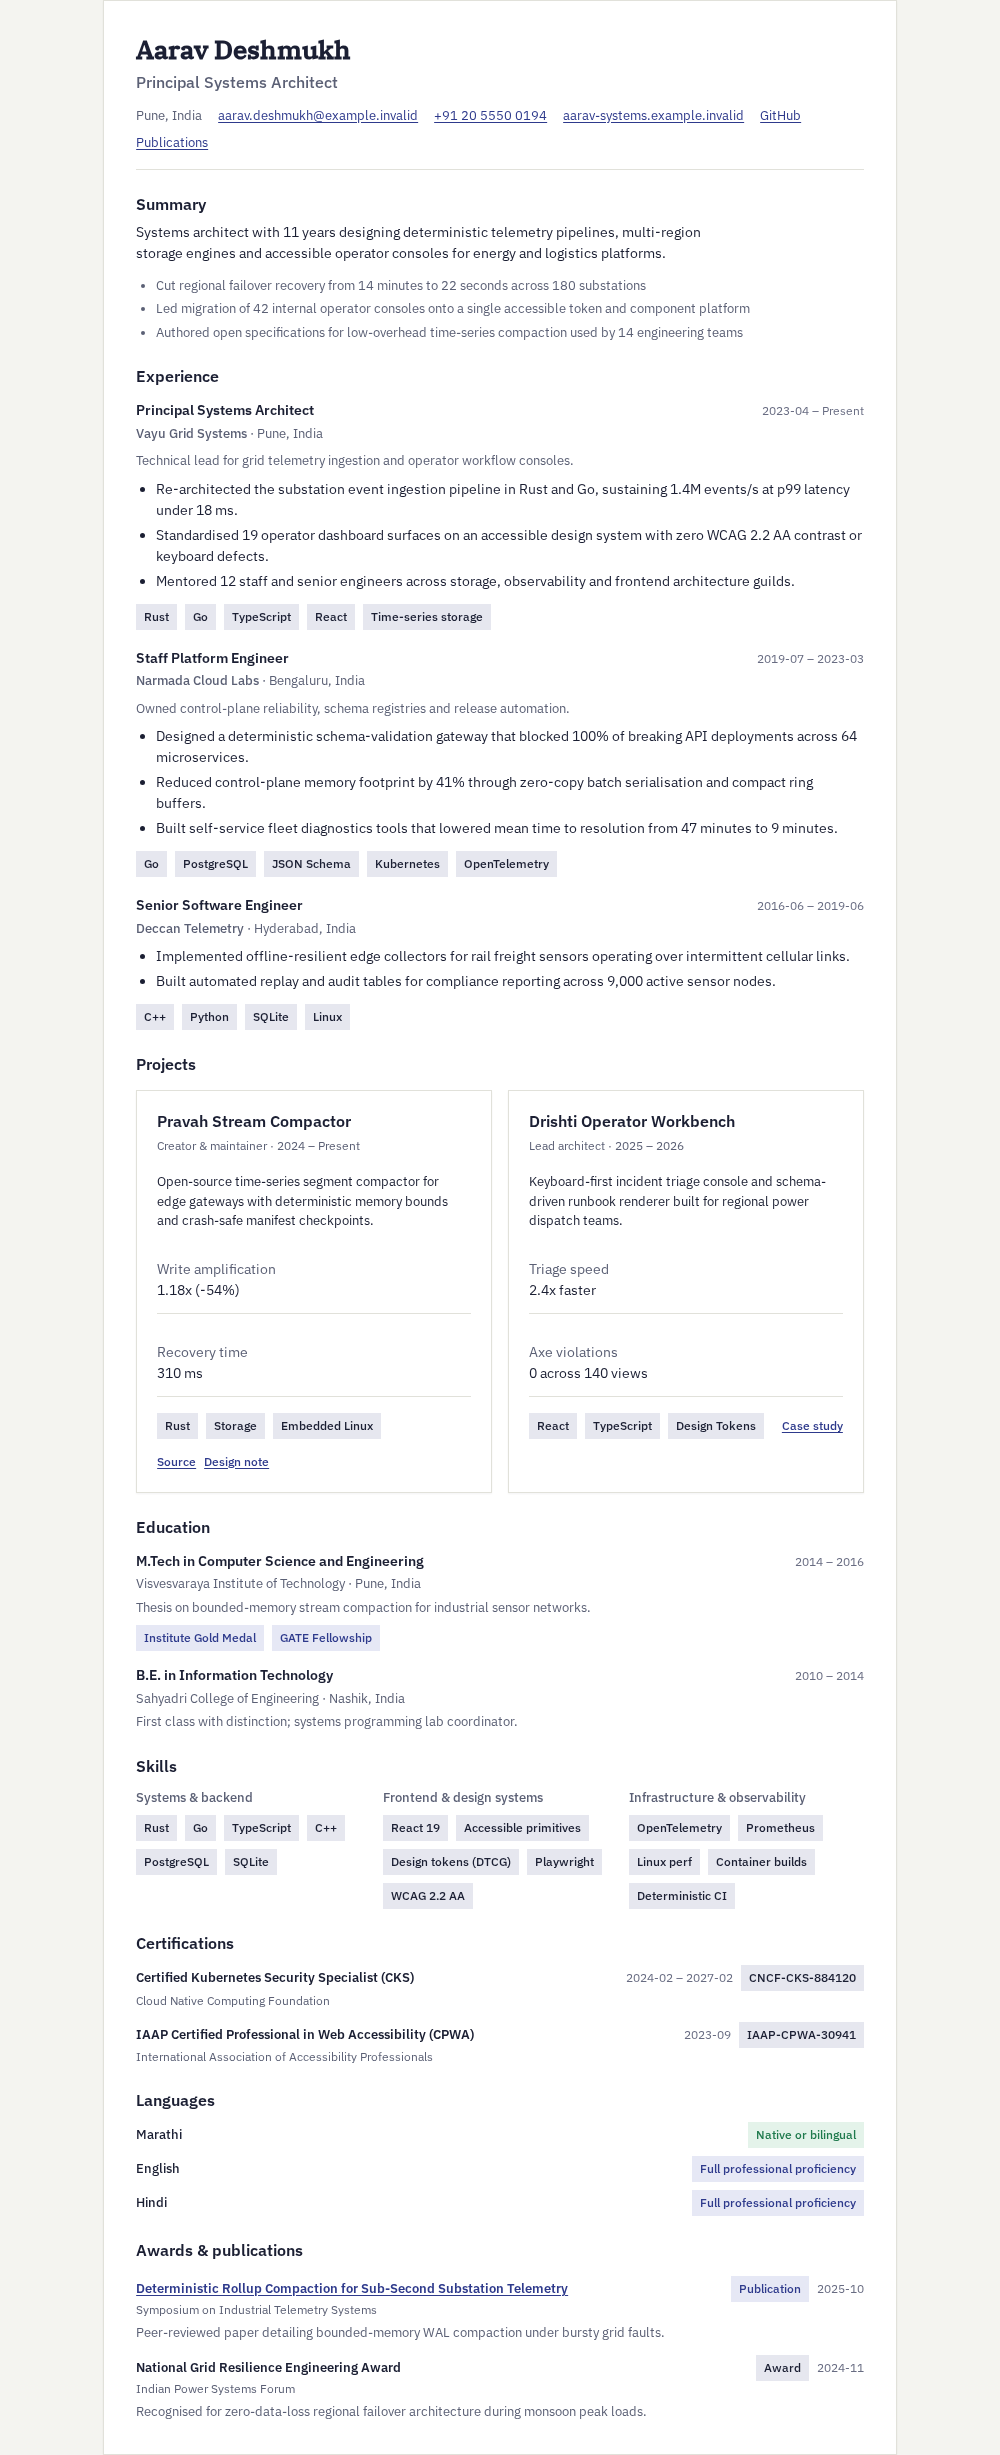 Aarav Deshmukh
Principal Systems Architect
Pune, India aarav.deshmukh@example.invalid +91 20 5550 0194 aarav-systems.example.invalid GitHub
Publications
Summary
Systems architect with 11 years designing deterministic telemetry pipelines, multi-region
storage engines and accessible operator consoles for energy and logistics platforms.
• Cut regional failover recovery from 14 minutes to 22 seconds across 180 substations
• Led migration of 42 internal operator consoles onto a single accessible token and component platform
• Authored open specifications for low-overhead time-series compaction used by 14 engineering teams
Experience
Principal Systems Architect 2023-04 – Present
Vayu Grid Systems · Pune, India
Technical lead for grid telemetry ingestion and operator workflow consoles.
• Re-architected the substation event ingestion pipeline in Rust and Go, sustaining 1.4M events/s at p99 latency
under 18 ms.
• Standardised 19 operator dashboard surfaces on an accessible design system with zero WCAG 2.2 AA contrast or
keyboard defects.
• Mentored 12 staff and senior engineers across storage, observability and frontend architecture guilds.
Rust Go TypeScript React Time-series storage
Staff Platform Engineer 2019-07 – 2023-03
Narmada Cloud Labs · Bengaluru, India
Owned control-plane reliability, schema registries and release automation.
• Designed a deterministic schema-validation gateway that blocked 100% of breaking API deployments across 64
microservices.
• Reduced control-plane memory footprint by 41% through zero-copy batch serialisation and compact ring
buffers.
• Built self-service fleet diagnostics tools that lowered mean time to resolution from 47 minutes to 9 minutes.
Go PostgreSQL JSON Schema Kubernetes OpenTelemetry
Senior Software Engineer 2016-06 – 2019-06
Deccan Telemetry · Hyderabad, India
• Implemented offline-resilient edge collectors for rail freight sensors operating over intermittent cellular links.
• Built automated replay and audit tables for compliance reporting across 9,000 active sensor nodes.
C++ Python SQLite Linux
Projects
Pravah Stream Compactor
Creator & maintainer · 2024 – Present
Open-source time-series segment compactor for
edge gateways with deterministic memory bounds
and crash-safe manifest checkpoints.
Write amplification
1.18x (-54%)
Recovery time
310 ms
Rust Storage Embedded Linux
Source Design note
Drishti Operator Workbench
Lead architect · 2025 – 2026
Keyboard-first incident triage console and schema-
driven runbook renderer built for regional power
dispatch teams.
Triage speed
2.4x faster
Axe violations
0 across 140 views
React TypeScript Design Tokens Case study
Education
M.Tech in Computer Science and Engineering 2014 – 2016
Visvesvaraya Institute of Technology · Pune, India
Thesis on bounded-memory stream compaction for industrial sensor networks.
Institute Gold Medal GATE Fellowship
B.E. in Information Technology 2010 – 2014
Sahyadri College of Engineering · Nashik, India
First class with distinction; systems programming lab coordinator.
Skills
Systems & backend
Rust Go TypeScript C++
PostgreSQL SQLite
Frontend & design systems
React 19 Accessible primitives
Design tokens (DTCG) Playwright
WCAG 2.2 AA
Infrastructure & observability
OpenTelemetry Prometheus
Linux perf Container builds
Deterministic CI
Certifications
Certified Kubernetes Security Specialist (CKS) 2024-02 – 2027-02 CNCF-CKS-884120
Cloud Native Computing Foundation
IAAP Certified Professional in Web Accessibility (CPWA) 2023-09 IAAP-CPWA-30941
International Association of Accessibility Professionals
Languages
Marathi Native or bilingual
English Full professional proficiency
Hindi Full professional proficiency
Awards & publications
Deterministic Rollup Compaction for Sub-Second Substation Telemetry Publication 2025-10
Symposium on Industrial Telemetry Systems
Peer-reviewed paper detailing bounded-memory WAL compaction under bursty grid faults.
National Grid Resilience Engineering Award Award 2024-11
Indian Power Systems Forum
Recognised for zero-data-loss regional failover architecture during monsoon peak loads.